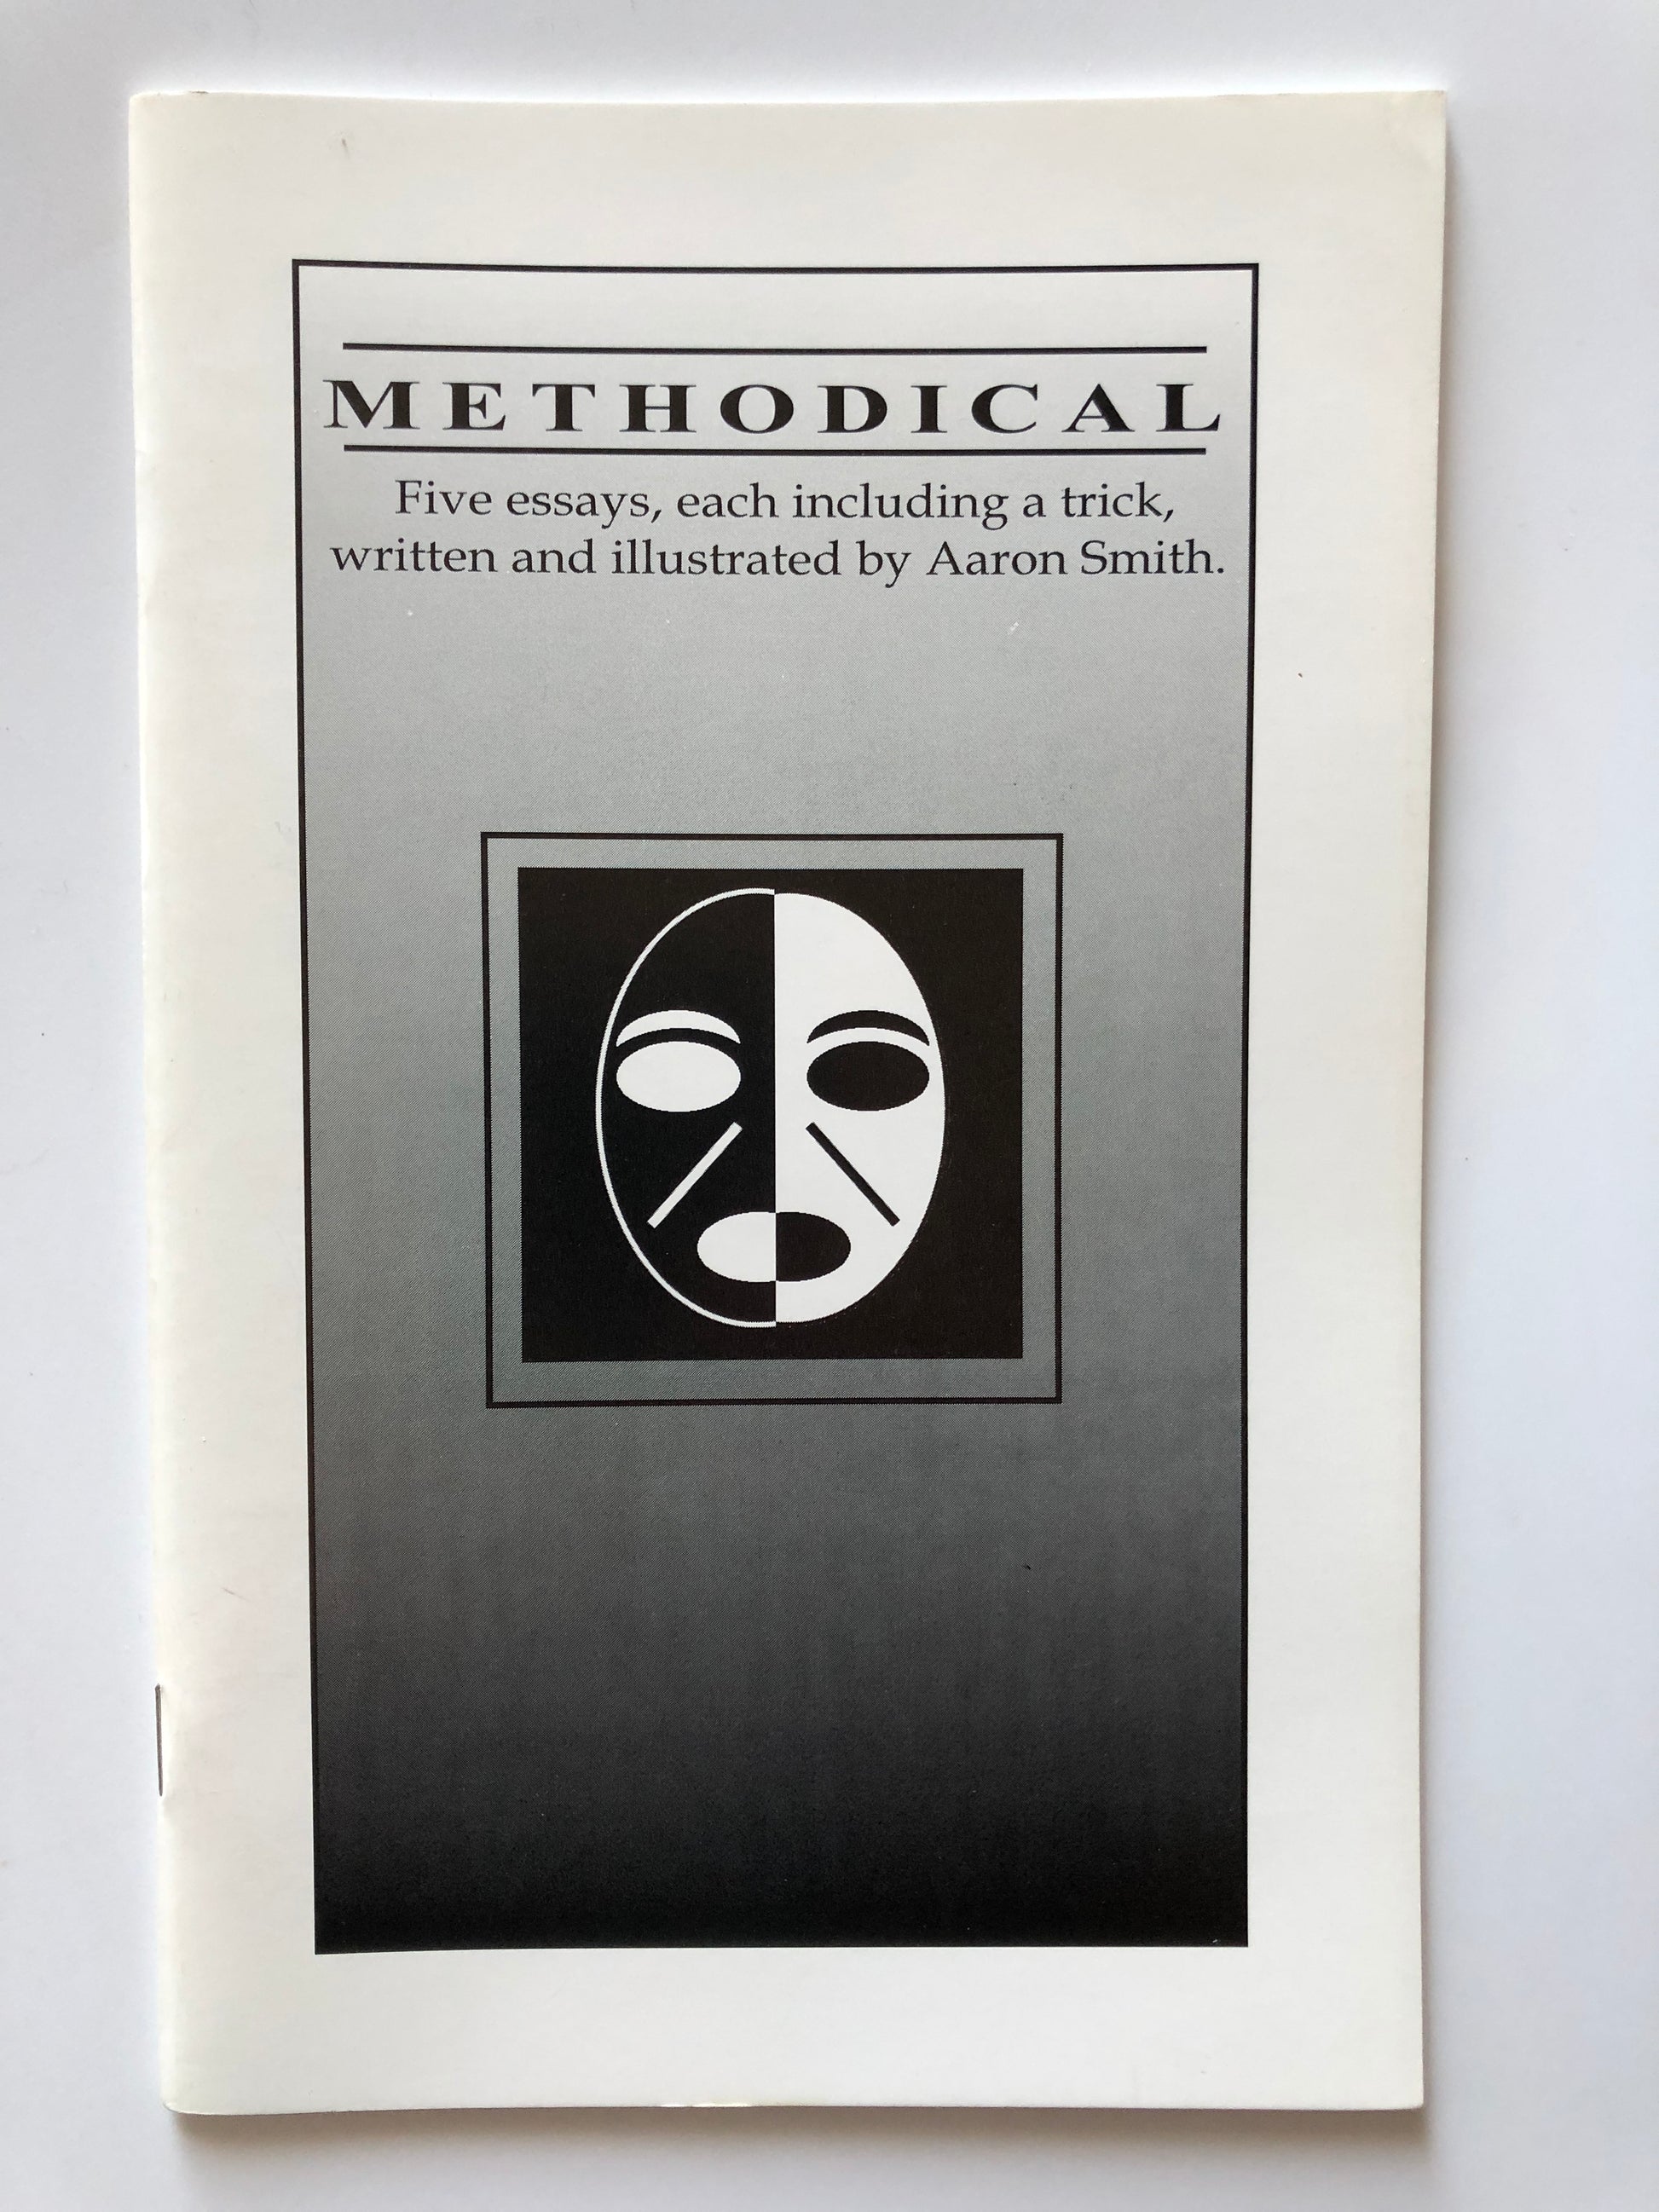 METHODICAL
Five essays, each including a trick,
written and illustrated by Aaron Smith.